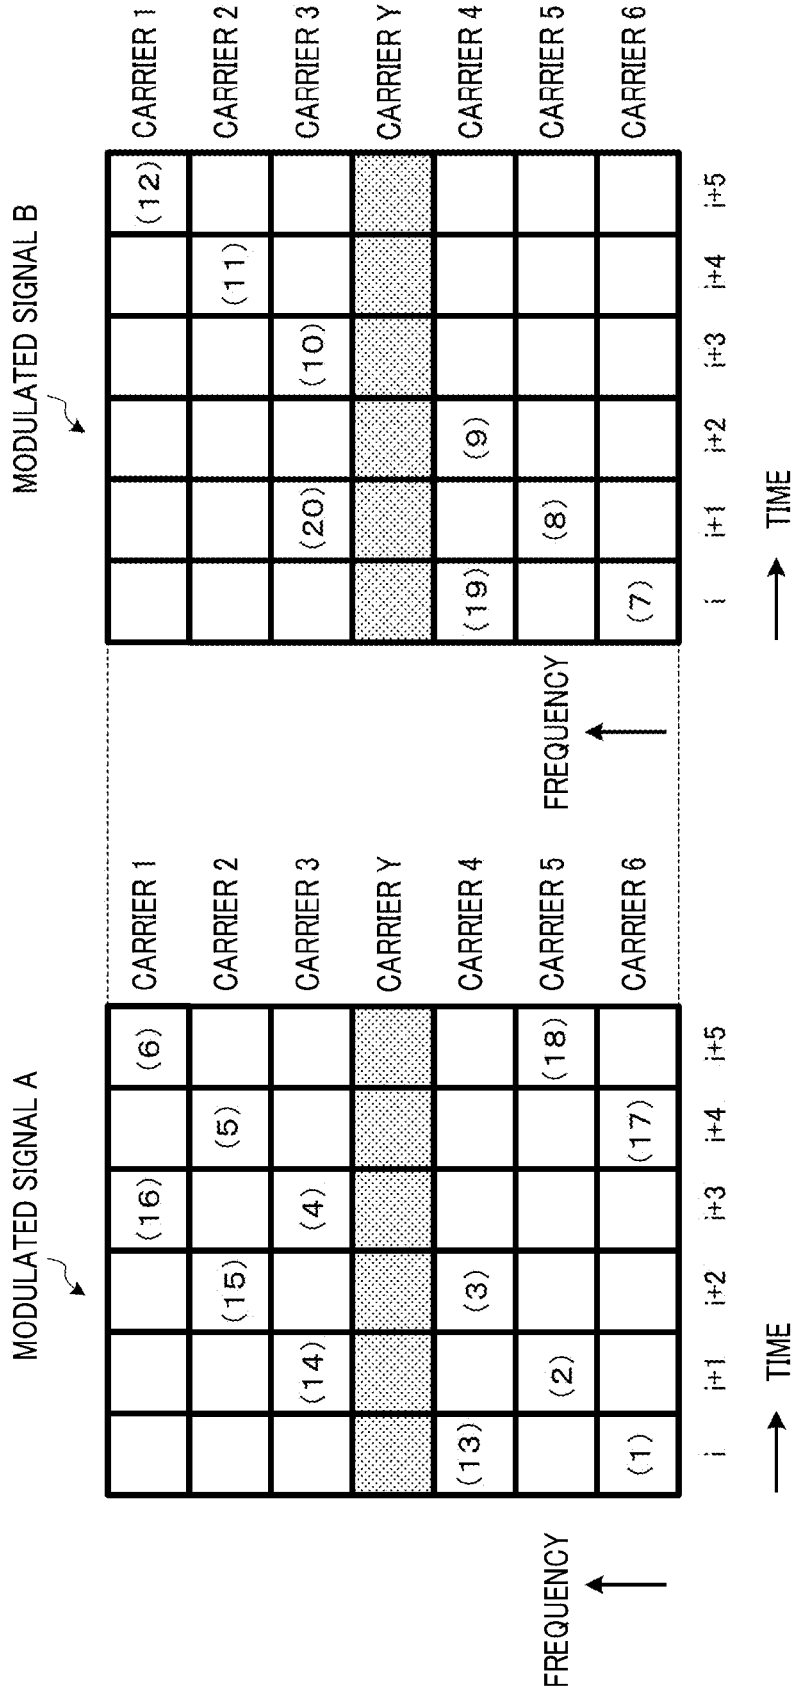 MODULATED SIGNAL A
(16)
(6)
CARRIER 1
(15)
(5)
CARRIER 2
(14)
(4)
CARRIER 3
CARRIER Y
(13)
(3)
CARRIER 4
(2)
(18)
CARRIER 5
(1)
(17)
CARRIER 6
FREQUENCY
i
i+1
i+2
i+3
i+4
i+5
TIME
MODULATED SIGNAL B
(12)
CARRIER 1
(11)
CARRIER 2
(20)
(10)
CARRIER 3
CARRIER Y
(19)
(9)
CARRIER 4
(8)
CARRIER 5
(7)
CARRIER 6
FREQUENCY
i
i+1
i+2
i+3
i+4
i+5
TIME